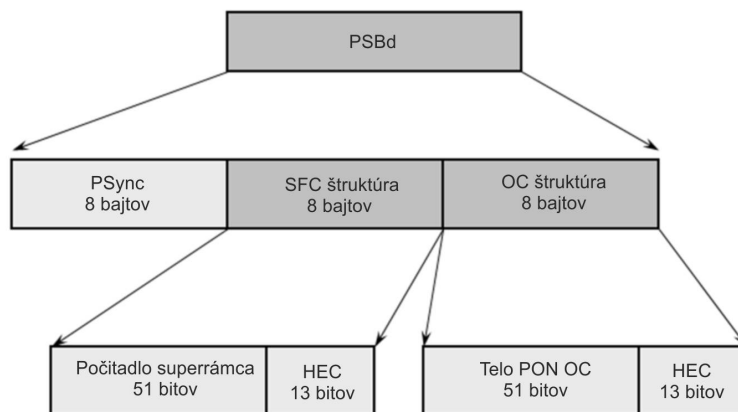 PSBd
PSync
8 bajtov
SFC štruktúra
8 bajtov
OC štruktúra
8 bajtov
Počitadlo superrámca
51 bitov
HEC
13 bitov
Telo PON OC
51 bitov
HEC
13 bitov